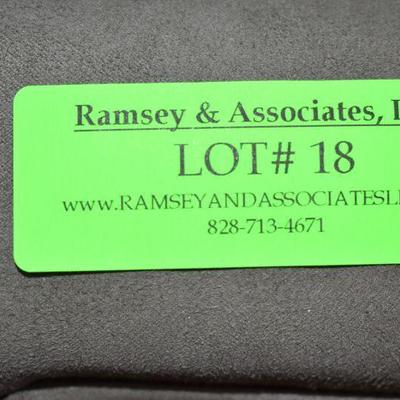 Ramsey & Associates,
LOT# 18
www.RAMSEYANDASSOCIATESL
828-713-4671